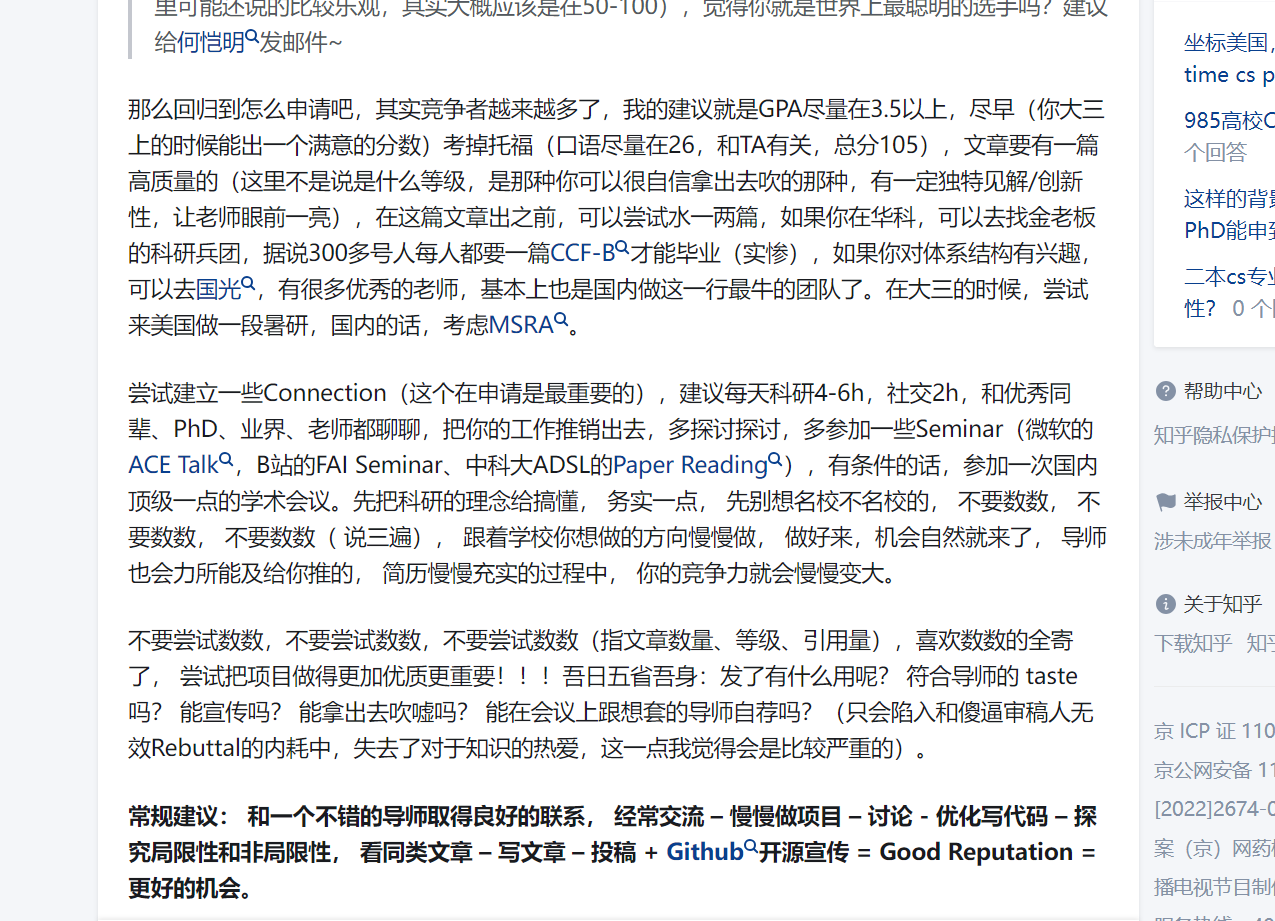 里可能还说的比较乐观，其实大概应该是在50-100），觉得你就是世界上最聪明的选手吗？建议
给何恺明发邮件~
那么回归到怎么申请吧，其实竞争者越来越多了，我的建议就是GPA尽量在3.5以上，尽早（你大三
上的时候能出一个满意的分数）考掉托福（口语尽量在26，和TA有关，总分105），文章要有一篇
高质量的（这里不是说是什么等级，是那种你可以很自信拿出去吹的那种，有一定独特见解/创新
性，让老师眼前一亮），在这篇文章出之前，可以尝试水一两篇，如果你在华科，可以去找金老板
的科研兵团，据说300多号人每人都要一篇CCF-B才能毕业（实惨），如果你对体系结构有兴趣，
可以去国光，有很多优秀的老师，基本上也是国内做这一行最牛的团队了。在大三的时候，尝试
来美国做一段暑研，国内的话，考虑MSRA。
尝试建立一些Connection（这个在申请是最重要的），建议每天科研4-6h，社交2h，和优秀同
辈、PhD、业界、老师都聊聊，把你的工作推销出去，多探讨探讨，多参加一些Seminar（微软的
ACE Talk，B站的FAI Seminar、中科大ADSL的Paper Reading），有条件的话，参加一次国内
顶级一点的学术会议。先把科研的理念给搞懂， 务实一点， 先别想名校不名校的， 不要数数， 不
要数数， 不要数数（ 说三遍）， 跟着学校你想做的方向慢慢做， 做好来，机会自然就来了， 导师
也会力所能及给你推的， 简历慢慢充实的过程中， 你的竞争力就会慢慢变大。
不要尝试数数，不要尝试数数，不要尝试数数（指文章数量、等级、引用量），喜欢数数的全寄
了， 尝试把项目做得更加优质更重要！！！吾日五省吾身：发了有什么用呢？ 符合导师的 taste
吗？ 能宣传吗？ 能拿出去吹嘘吗？ 能在会议上跟想套的导师自荐吗？（只会陷入和傻逼审稿人无
效Rebuttal的内耗中，失去了对于知识的热爱，这一点我觉得会是比较严重的）。
常规建议： 和一个不错的导师取得良好的联系， 经常交流 – 慢慢做项目 – 讨论 - 优化写代码 – 探
究局限性和非局限性， 看同类文章 – 写文章 – 投稿 + Github开源宣传 = Good Reputation =
更好的机会。
坐标美国，
time cs p
985高校C
个回答
这样的背景
PhD能申到
二本cs专业
性？ 0 个
帮助中心
知乎隐私保护
举报中心
涉未成年举报
关于知乎
下载知乎 知乎
京 ICP 证 110
京公网安备 11
[2022]2674-0
案（京）网药械
播电视节目制作